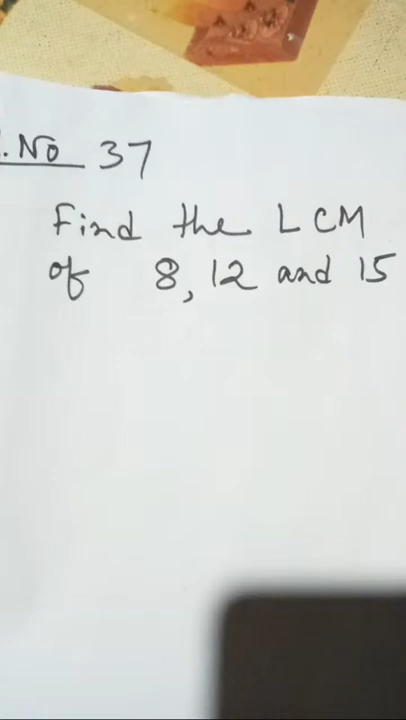 . No 37
Find the LCM
of 8, 12 and 15